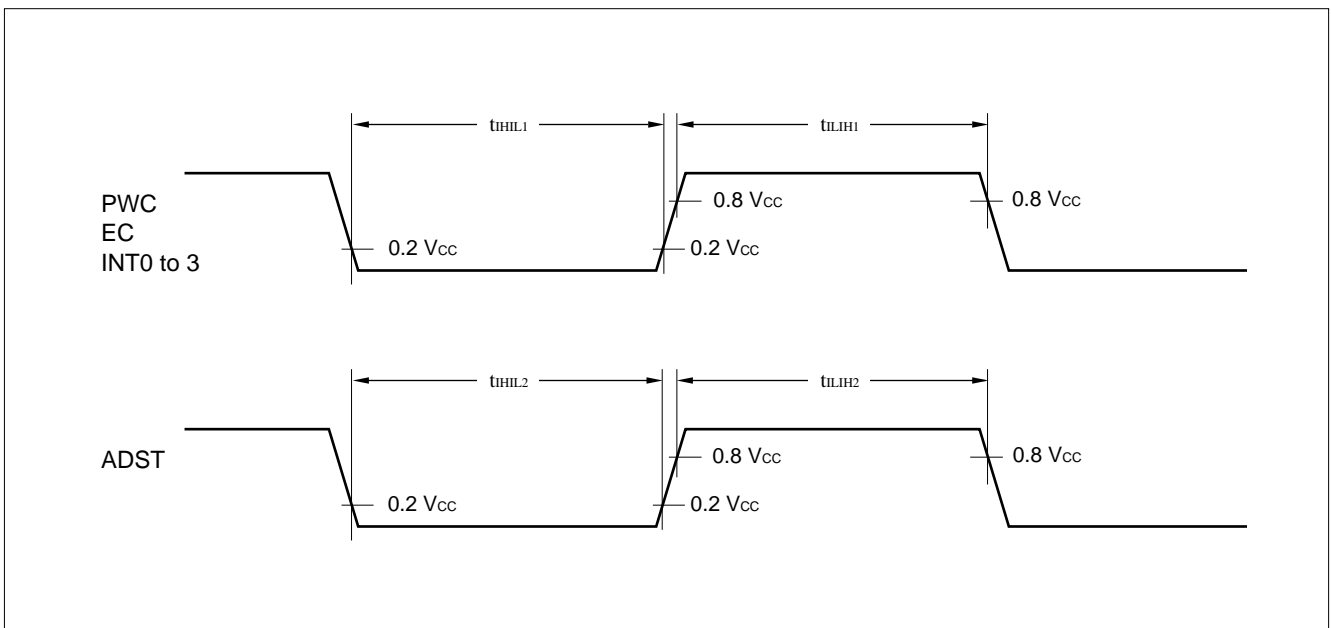 tIHIL1 tILIH1
PWC
EC
INT0 to 3
0.8 VCC 0.8 VCC
0.2 VCC 0.2 VCC
tIHIL2 tILIH2
ADST
0.8 VCC 0.8 VCC
0.2 VCC 0.2 VCC